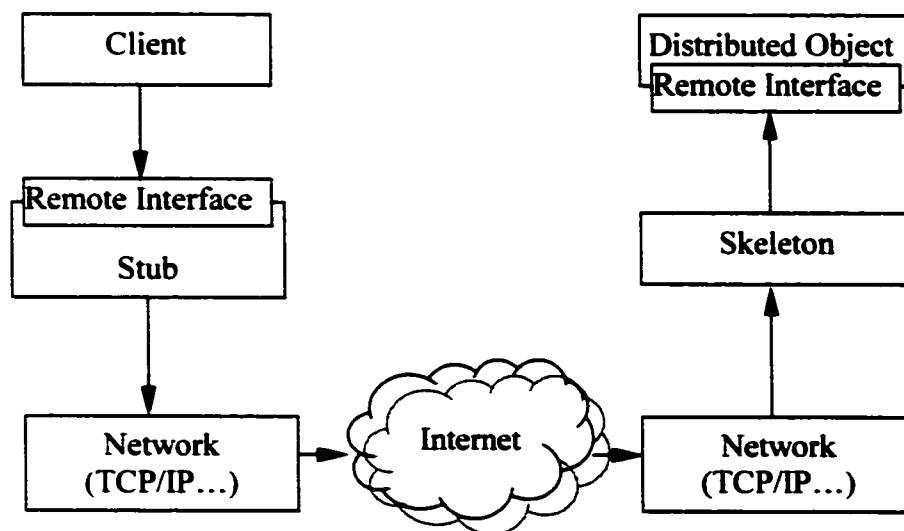 Client
Remote Interface
Stub
Network
(TCP/IP...)
Internet
Distributed Object
Remote Interface
Skeleton
Network
(TCP/IP...)